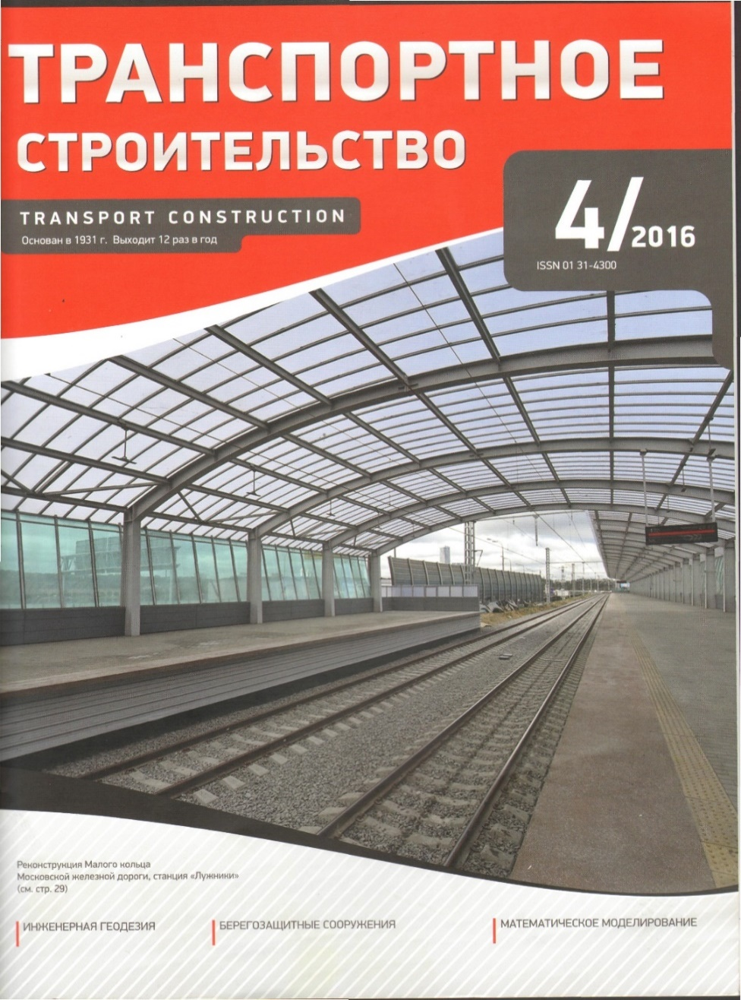 ТРАНСПОРТНОЕ
СТРОИТЕЛЬСТВО
TRANSPORT CONSTRUCTION
Основан в 1931 г. Выходит 12 раз в год
4/2016
ISSN 01 31-4300
Реконструкция Малого кольца
Московской железной дороги, станция «Лужники»
(см. стр. 29)
ИНЖЕНЕРНАЯ ГЕОДЕЗИЯ
БЕРЕГОЗАЩИТНЫЕ СООРУЖЕНИЯ
МАТЕМАТИЧЕСКОЕ МОДЕЛИРОВАНИЕ